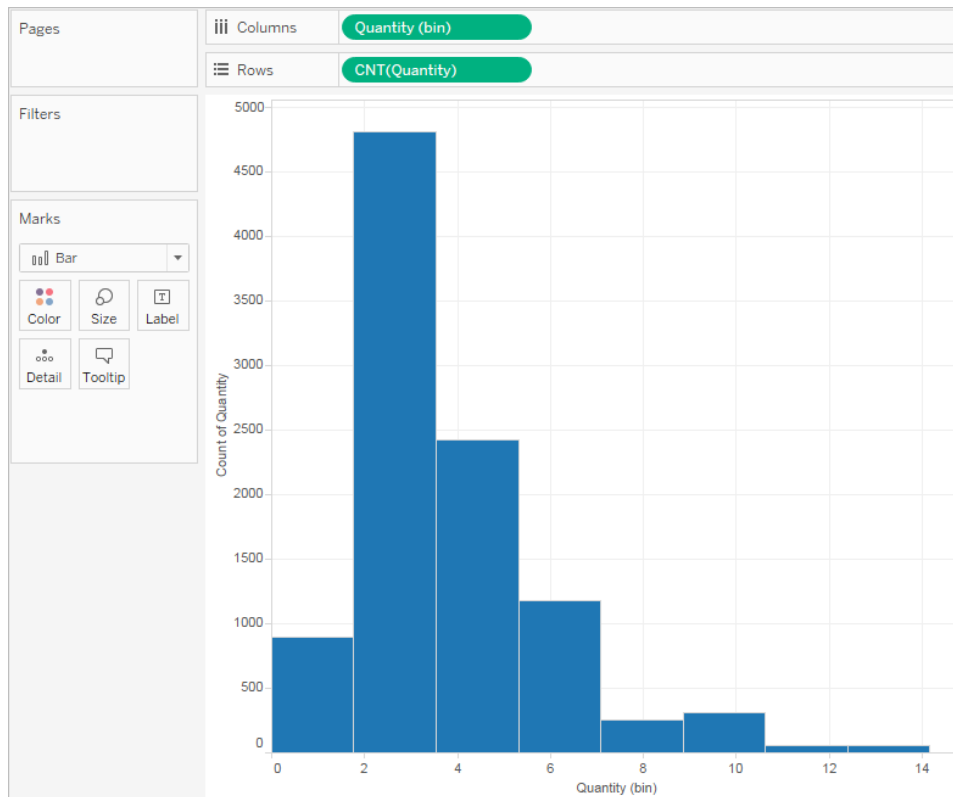 Pages
Columns
Quantity (bin)
Rows
CNT(Quantity)
Filters
Marks
Bar
Color
Size
T
Label
Detail
Tooltip
5000
4500
4000
3500
3000
2500
2000
1500
1000
500
0
Count of Quantity
0 2 4 6 8 10 12 14
Quantity (bin)